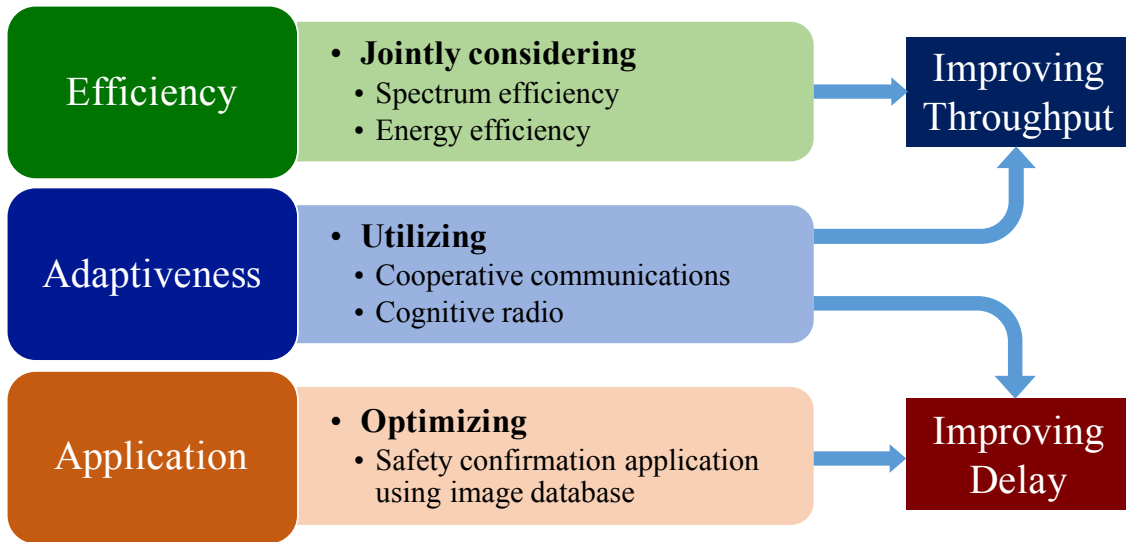 Efficiency
• Jointly considering
• Spectrum efficiency
• Energy efficiency
Improving
Throughput
Adaptiveness
• Utilizing
• Cooperative communications
• Cognitive radio
Application
• Optimizing
• Safety confirmation application
using image database
Improving
Delay